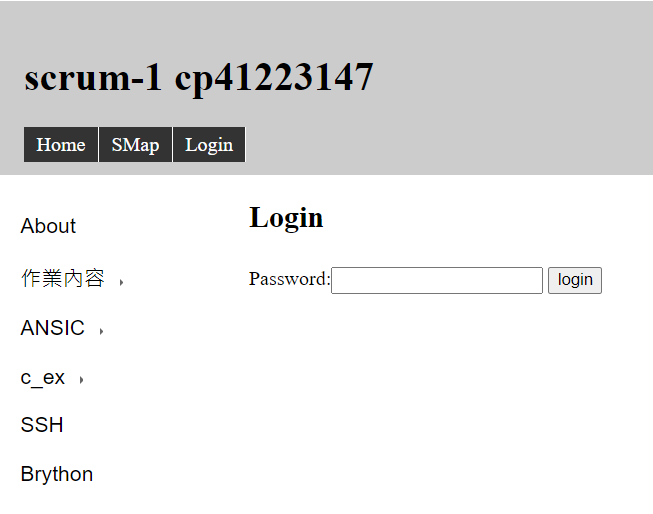 scrum-1 cp41223147
Home SMap Login
About
作業內容
ANSIC
c_ex
SSH
Brython
Login
Password: login